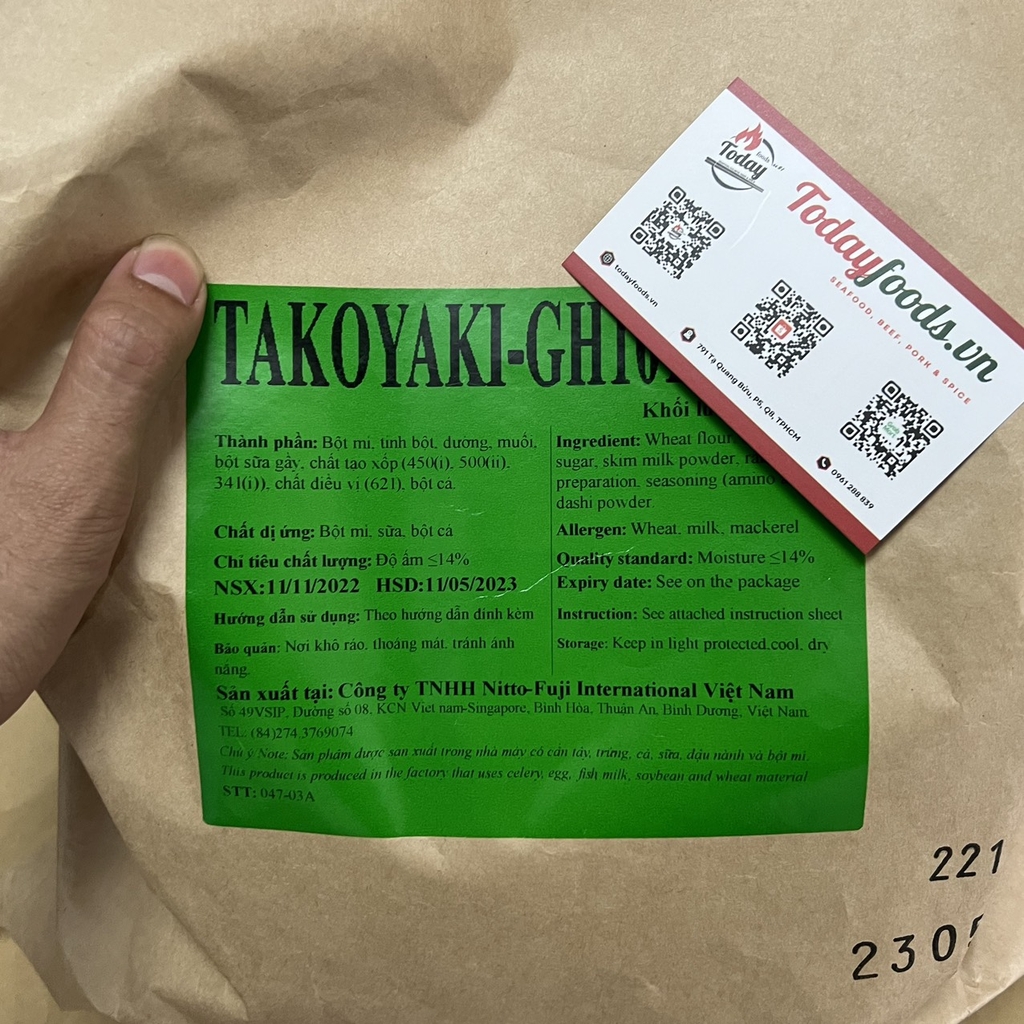 TAKOYAKI-GH10
Khối
Thành phần: Bột mì, tinh bột, đường, muối,
bột sữa gầy, chất tạo xốp (450(i), 500(ii),
341(i)), chất điều vị (621), bột cá.
Chất dị ứng: Bột mì, sữa, bột cá
Chỉ tiêu chất lượng: Độ ẩm ≤14%
NSX:11/11/2022 HSD:11/05/2023
Hướng dẫn sử dụng: Theo hướng dẫn đính kèm
Bảo quản: Nơi khô ráo, thoáng mát, tránh ánh
nắng.
Ingredient: Wheat flour
sugar, skim milk powder,
preparation, seasoning (amino
dashi powder.
Allergen: Wheat, milk, mackerel
Quality standard: Moisture ≤14%
Expiry date: See on the package
Instruction: See attached instruction sheet
Storage: Keep in light protected,cool, dry
Sản xuất tại: Công ty TNHH Nitto-Fuji International Việt Nam
Số 49VSIP, Đường số 08, KCN Viet nam-Singapore, Bình Hòa, Thuận An, Bình Dương, Việt Nam.
TEL: (84)274 3769074
Chú ý/Note: Sản phẩm được sản xuất trong nhà máy có cần tây, trứng, cá, sữa, đậu nành và bột mì.
This product is produced in the factory that uses celery, egg, fish milk, soybean and wheat material
STT: 047-03A
Today
foods.vn
Todayfoods.vn
SEAFOOD, BEEF, PORK & SPICE
todayfoods.vn
791 Tạ Quang Bửu, P5, Q8, TPHCM
0961 288 839
221
230